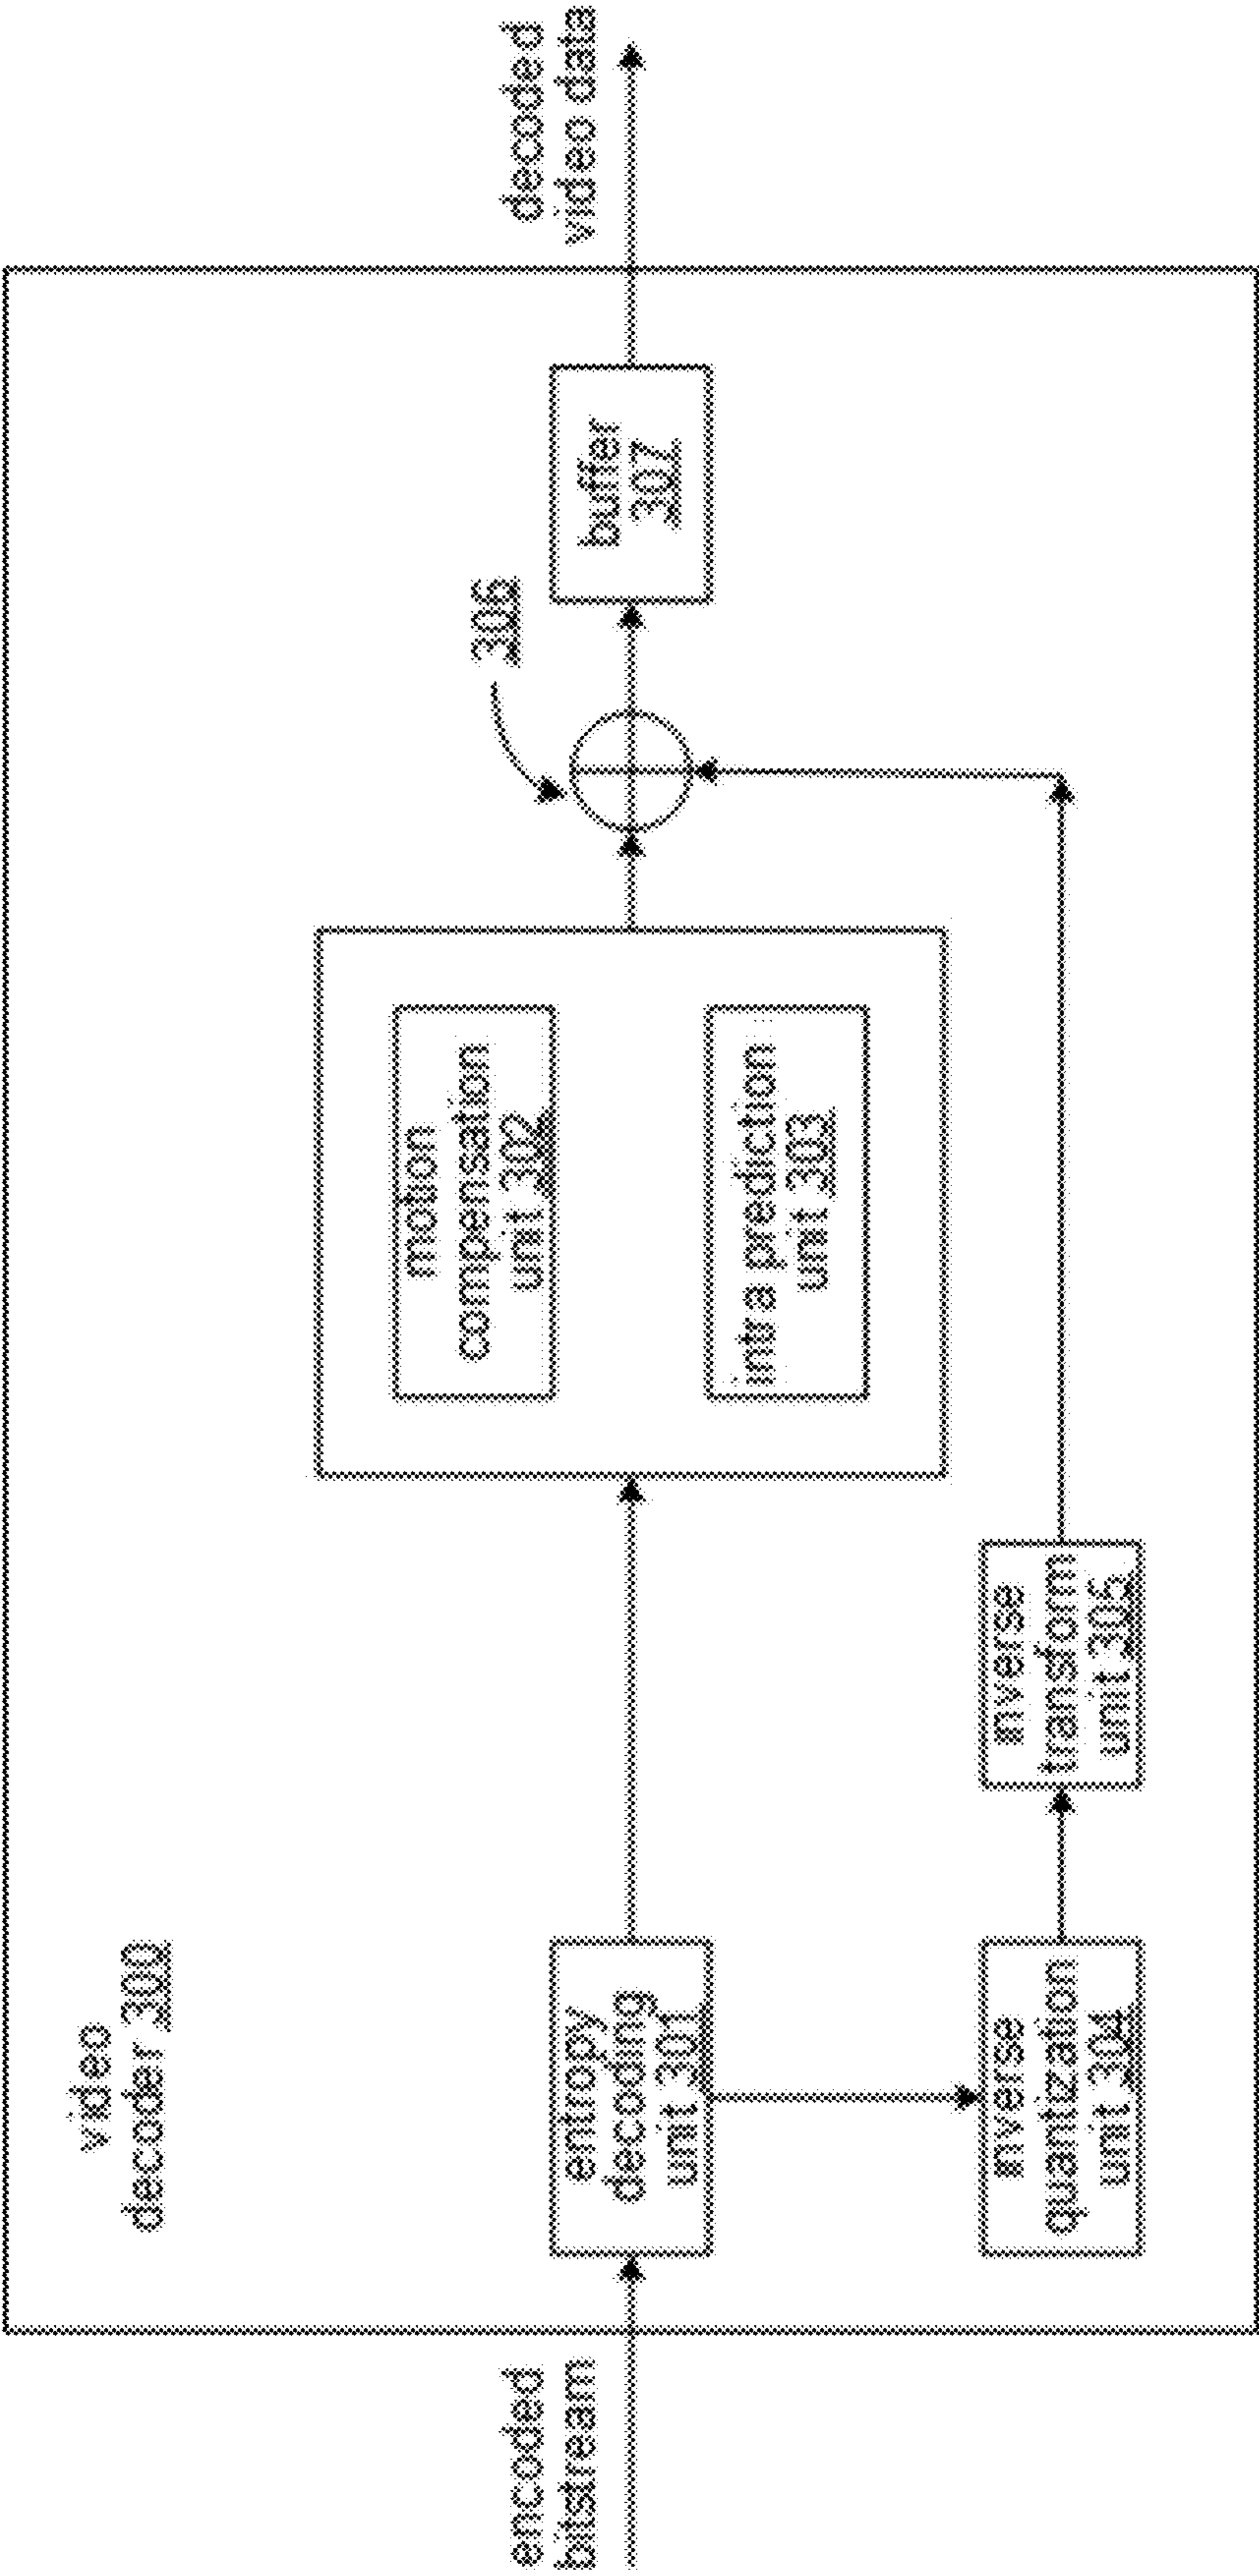 video
decoder 300
encoded
bitstream
entropy
decoding
unit 301
inverse
quantization
unit 304
inverse
transform
unit 305
motion
compensation
unit 302
intra prediction
unit 303
306
buffer
307
decoded
video data